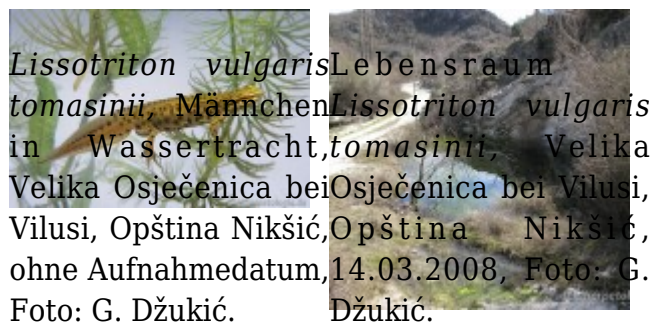 Lissotriton vulgaris
tomasinii, Männchen
in Wassertracht,
Velika Osječenica bei
Vilusi, Opština Nikšić,
ohne Aufnahmedatum,
Foto: G. Džukić.
Lebensraum
Lissotriton vulgaris
tomasinii, Velika
Osječenica bei Vilusi,
Opština Nikšić,
14.03.2008, Foto: G.
Džukić.